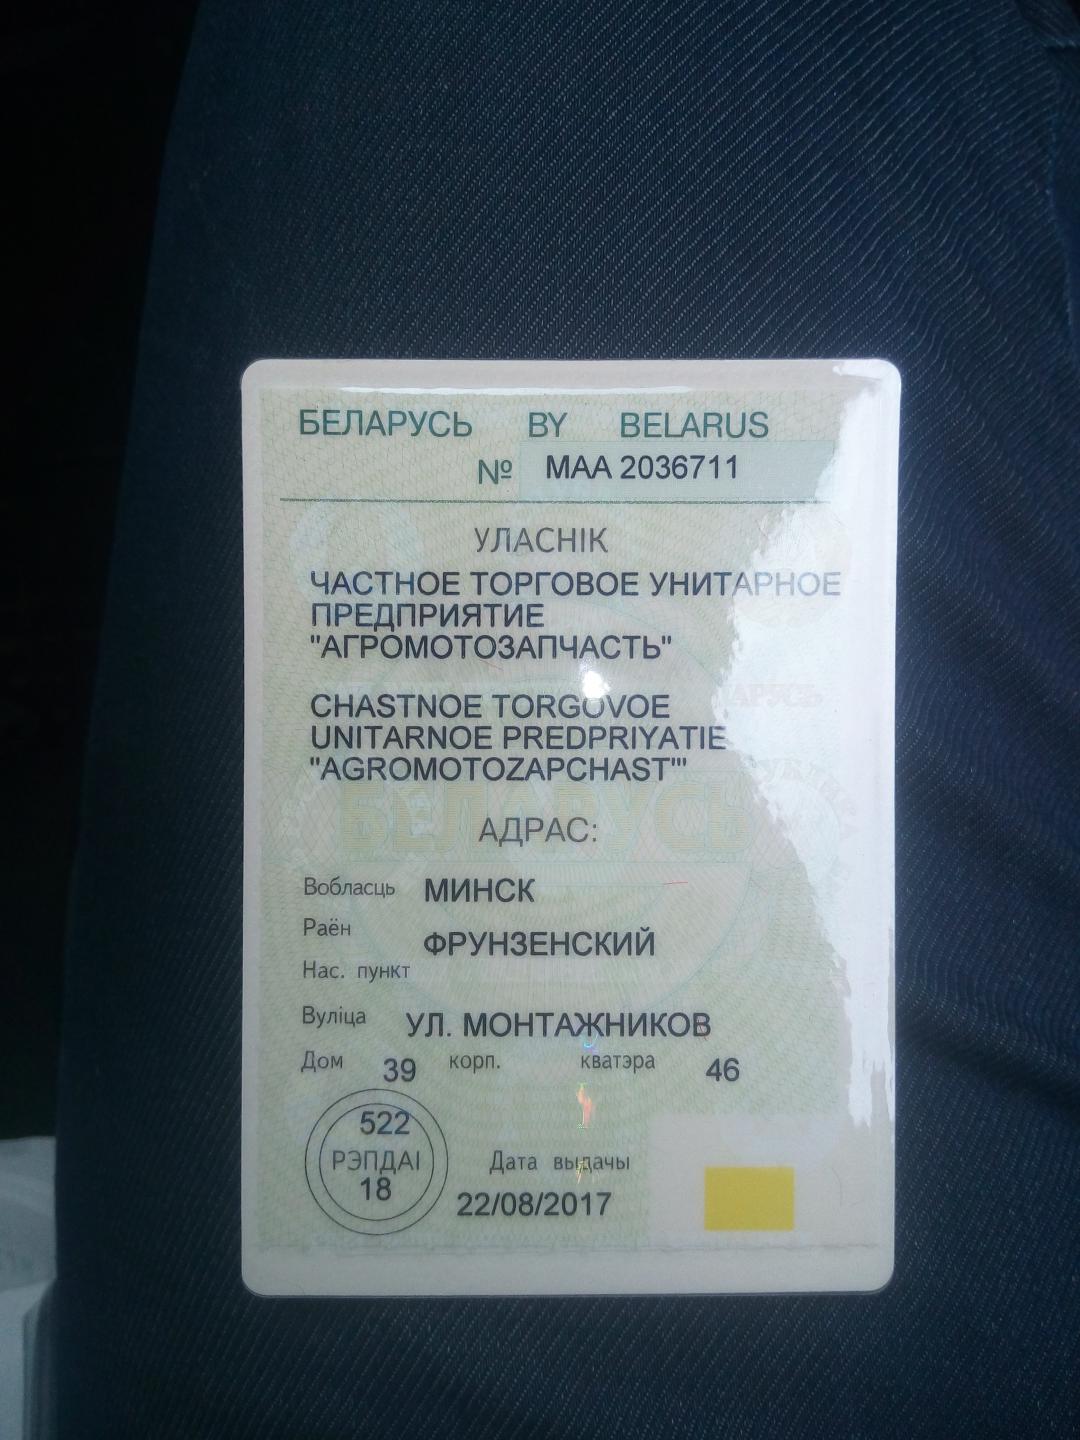 БЕЛАРУСЬ BY BELARUS
№ МАА 2036711
УЛАСНІК
ЧАСТНОЕ ТОРГОВОЕ УНИТАРНОЕ
ПРЕДПРИЯТИЕ
"АГРОМОТОЗАПЧАСТЬ"
CHASTNOE TORGOVOE
UNITARNOE PREDPRIYATIE
"AGROMOTOZAPCHAST'"
БЕЛАРУСЬ
АДРАС:
Вобласць МИНСК
Раён
ФРУНЗЕНСКИЙ
Нас. пункт
Вуліца УЛ. МОНТАЖНИКОВ
Дом 39 корп. кватэра 46
522
РЭПДАІ
18
Дата выдачы
22/08/2017